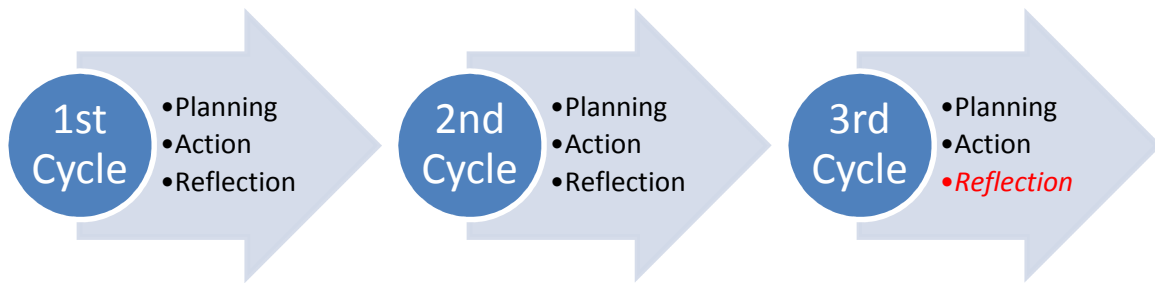 1st
Cycle
•Planning
•Action
•Reflection
2nd
Cycle
•Planning
•Action
•Reflection
3rd
Cycle
•Planning
•Action
•Reflection